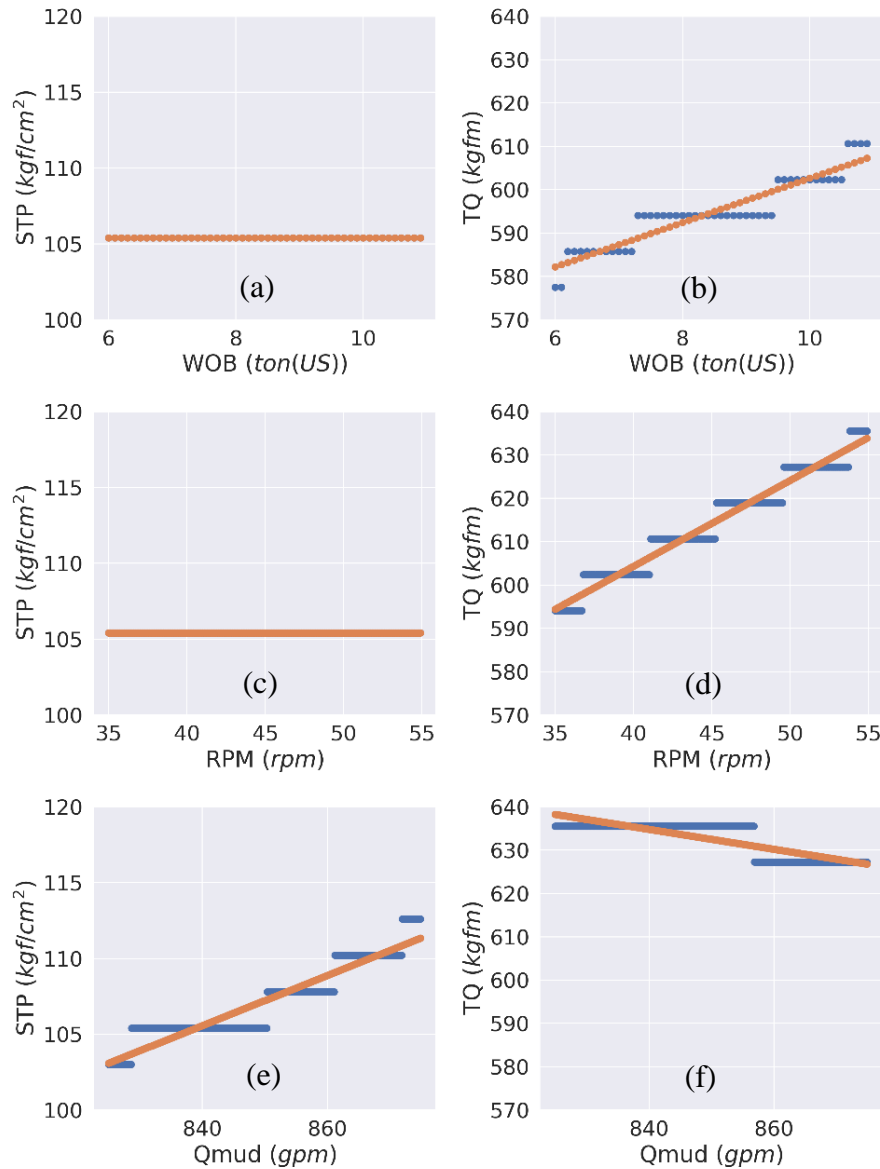 120
115
110
105
100
STP (kgf/cm²)
(a)
6 8 10
WOB (ton(US))
640
630
620
610
600
590
580
570
TQ (kgfm)
(b)
6 8 10
WOB (ton(US))
120
115
110
105
100
STP (kgf/cm²)
(c)
35 40 45 50 55
RPM (rpm)
640
630
620
610
600
590
580
570
TQ (kgfm)
(d)
35 40 45 50 55
RPM (rpm)
120
115
113
110
108
105
103
100
STP (kgf/cm²)
(e)
840 860
Qmud (gpm)
640
630
620
610
600
590
580
570
TQ (kgfm)
(f)
840 860
Qmud (gpm)